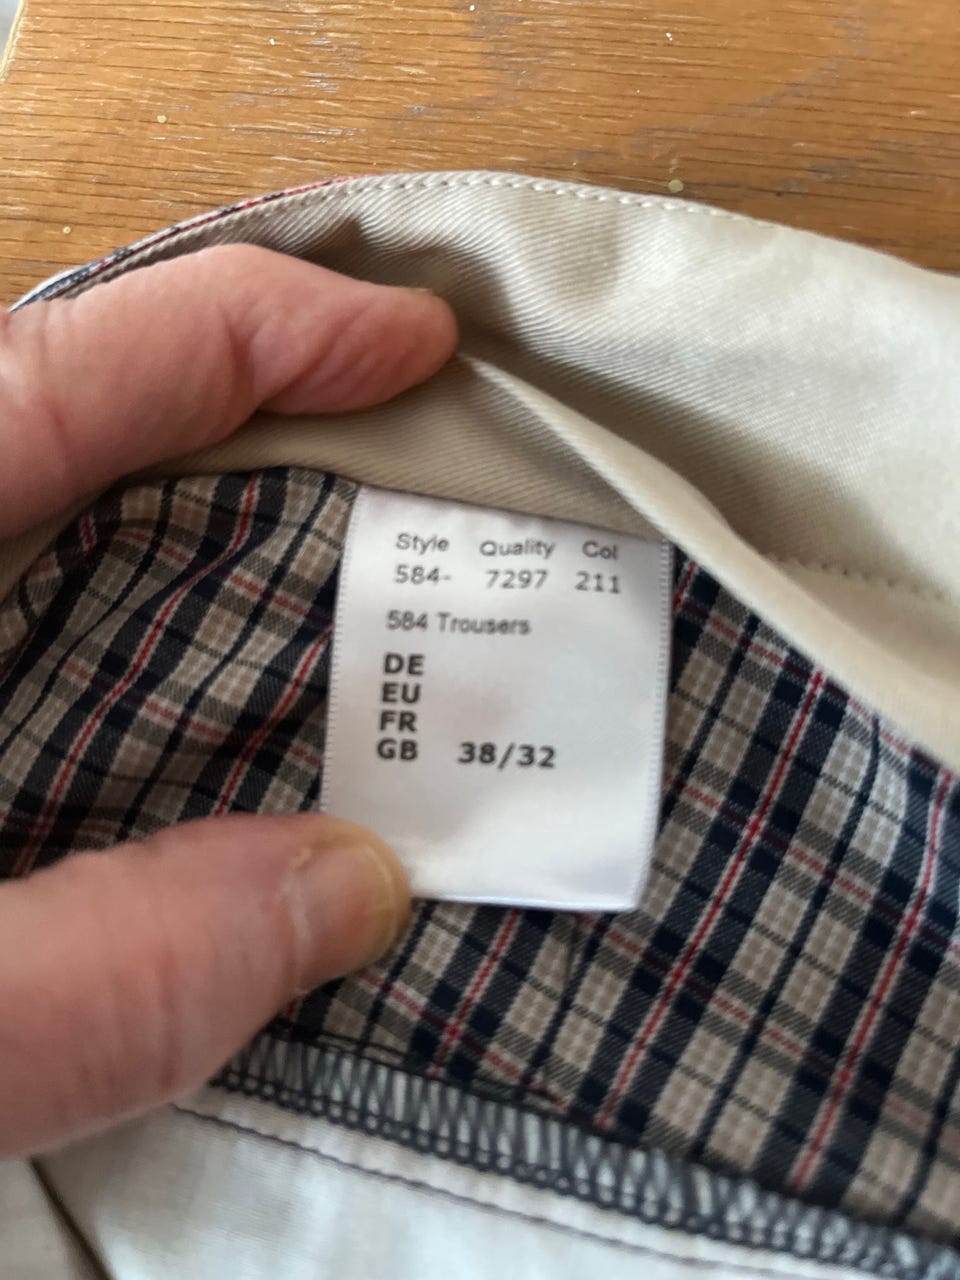 Style Quality Col
584- 7297 211
584 Trousers
DE
EU
FR
GB 38/32